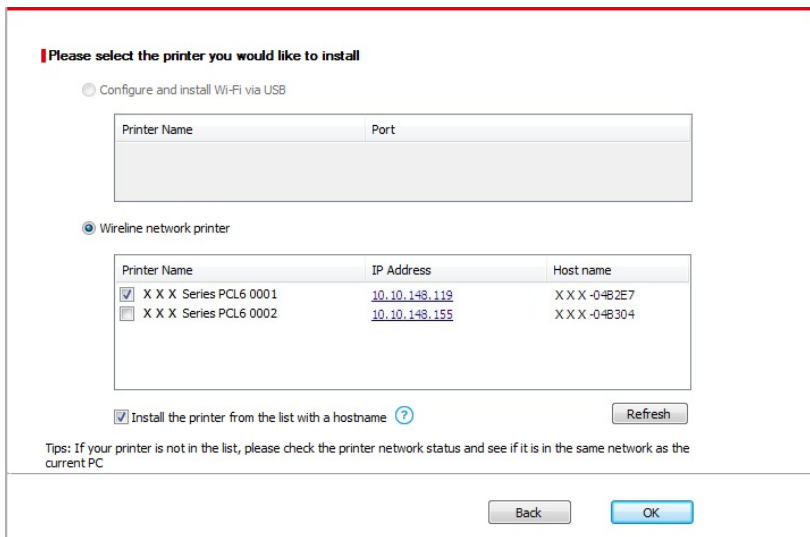 Please select the printer you would like to install
Configure and install Wi-Fi via USB
Printer Name Port
Wireline network printer
Printer Name IP Address Host name
X X X Series PCL6 0001 10.10.148.119 X X X -04B2E7
X X X Series PCL6 0002 10.10.148.155 X X X -04B304
Install the printer from the list with a hostname ? Refresh
Tips: If your printer is not in the list, please check the printer network status and see if it is in the same network as the
current PC
Back OK